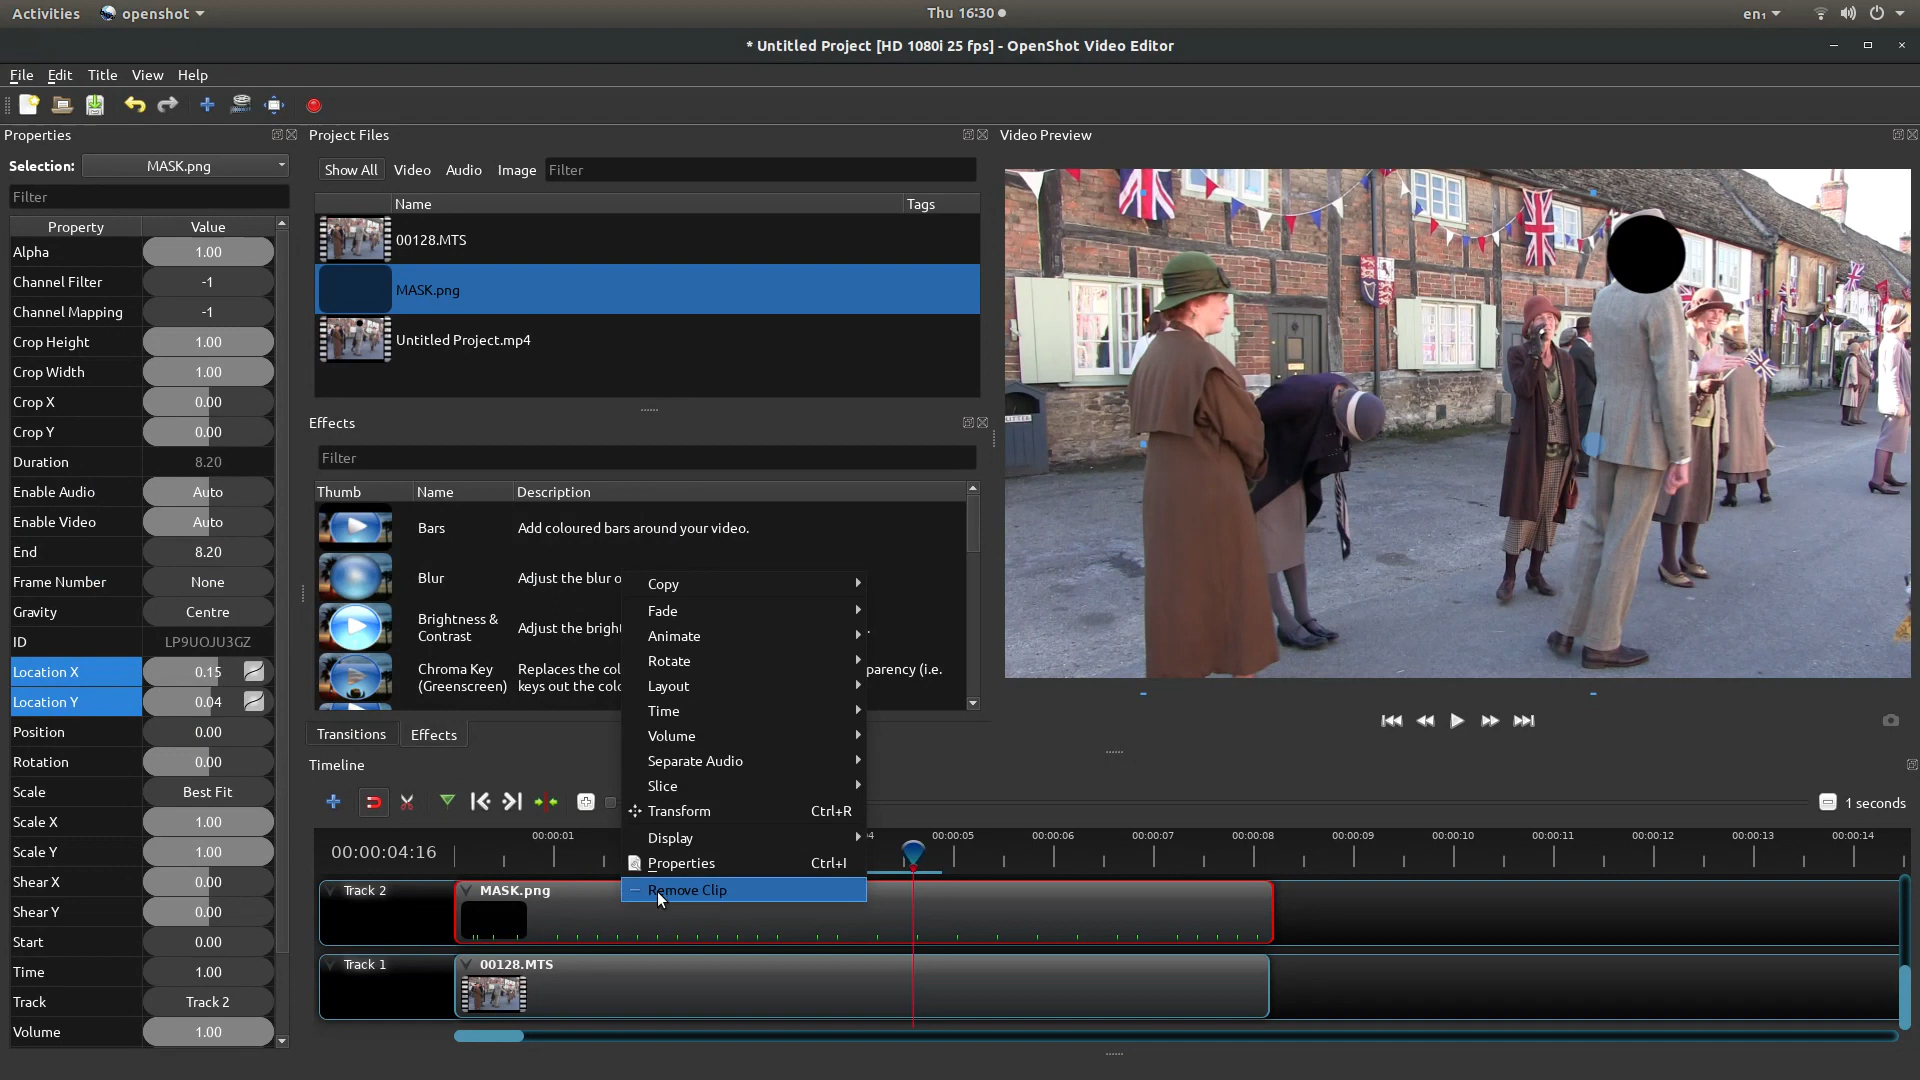 Activities openshot Thu 16:30 en₁
* Untitled Project [HD 1080i 25 fps] - OpenShot Video Editor
File Edit Title View Help
Properties
Selection: MASK.png
Filter
Property Value
Alpha 1.00
Channel Filter -1
Channel Mapping -1
Crop Height 1.00
Crop Width 1.00
Crop X 0.00
Crop Y 0.00
Duration 8.20
Enable Audio Auto
Enable Video Auto
End 8.20
Frame Number None
Gravity Centre
ID LP9UOJU3GZ
Location X 0.15
Location Y 0.04
Position 0.00
Rotation 0.00
Scale Best Fit
Scale X 1.00
Scale Y 1.00
Shear X 0.00
Shear Y 0.00
Start 0.00
Time 1.00
Track Track 2
Volume 1.00
Project Files
Show All Video Audio Image Filter
Name Tags
00128.MTS
MASK.png
Untitled Project.mp4
Effects
Filter
Thumb Name Description
Bars Add coloured bars around your video.
Blur Adjust the blur o
Brightness & Contrast Adjust the bright .
Chroma Key Replaces the col parency (i.e.
(Greenscreen) keys out the colo
Transitions Effects
Video Preview
LITTER
Copy
Fade
Animate
Rotate
Layout
Time
Volume
Separate Audio
Slice
Transform Ctrl+R
Display
Properties Ctrl+I
Remove Clip
Timeline
1 seconds
00:00:04:16
00:00:01 4 00:00:05 00:00:06 00:00:07 00:00:08 00:00:09 00:00:10 00:00:11 00:00:12 00:00:13 00:00:14
Track 2 MASK.png
Track 1 00128.MTS